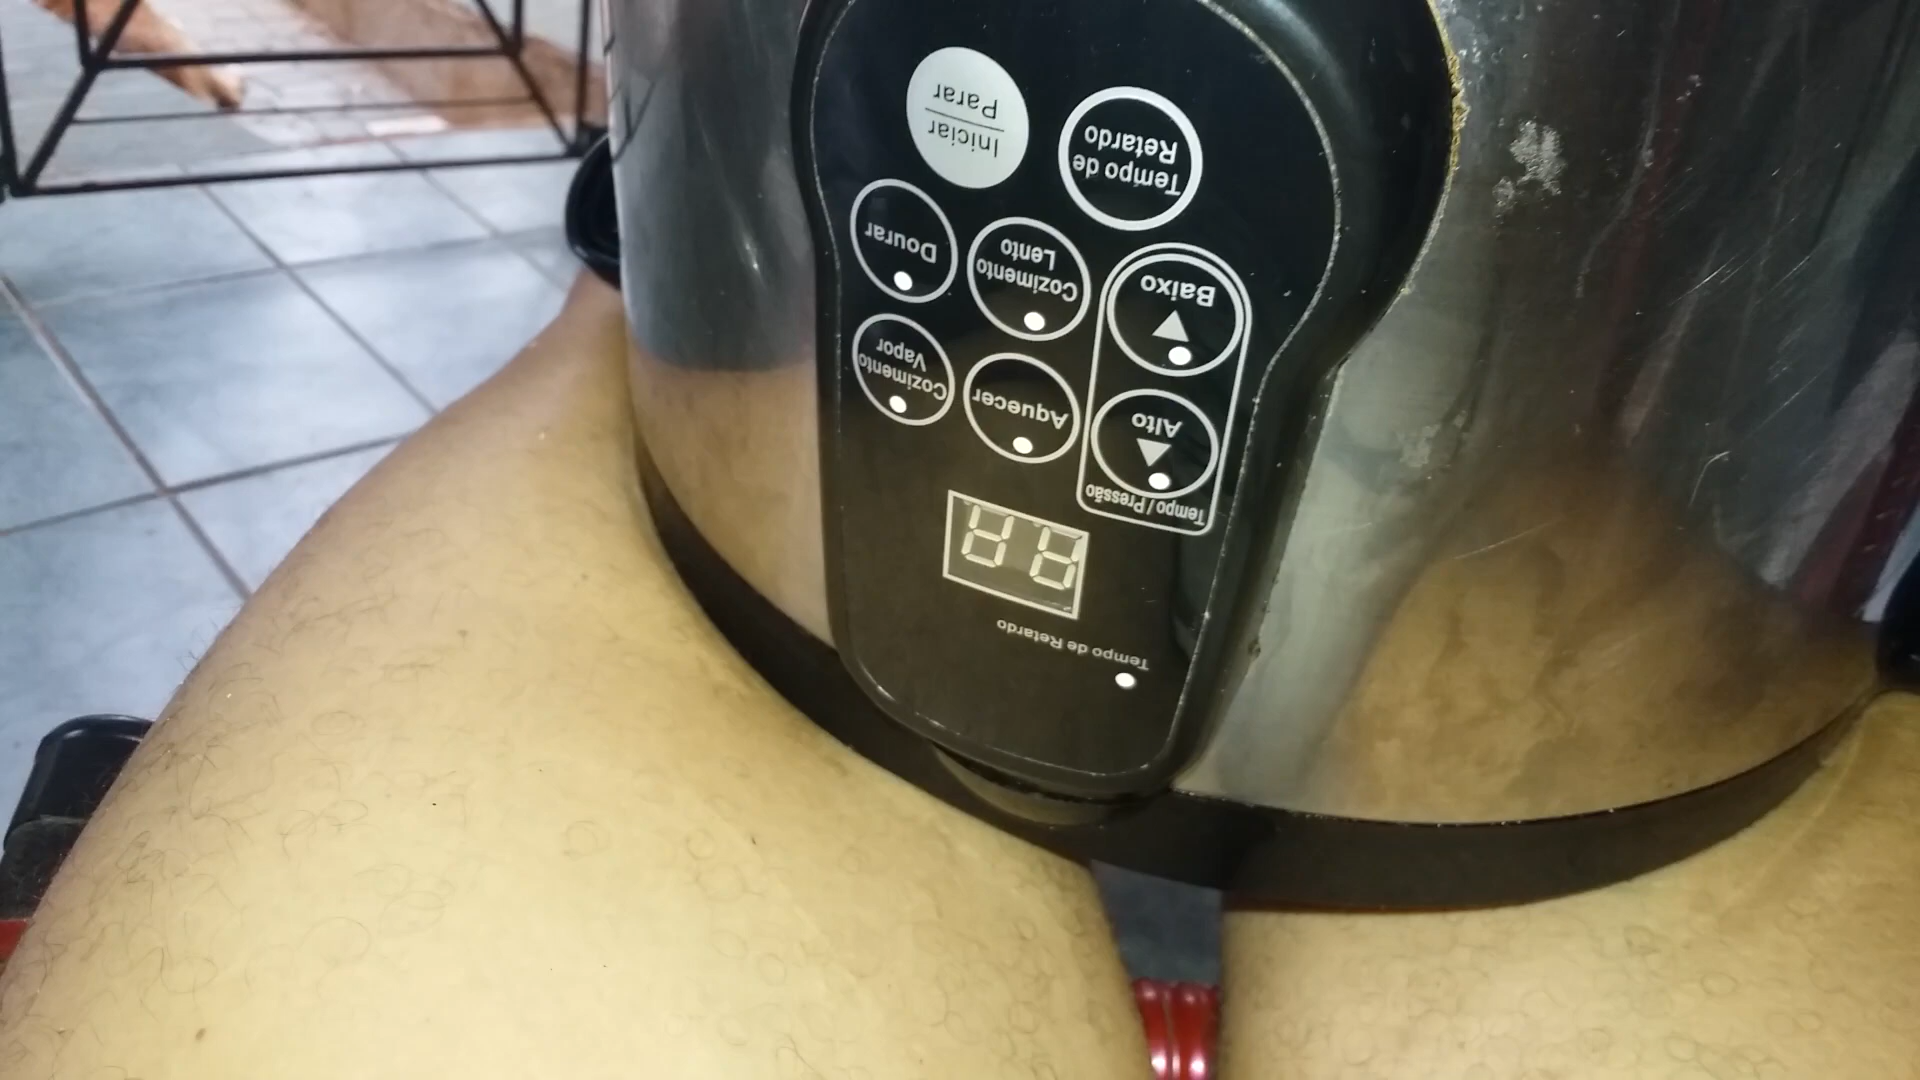 Tempo de Retardo
Tempo / Pressão
Alto
Aquecer
Cozimento
Vapor
Baixo
Cozimento
Lento
Dourar
Tempo de
Retardo
Iniciar
Parar